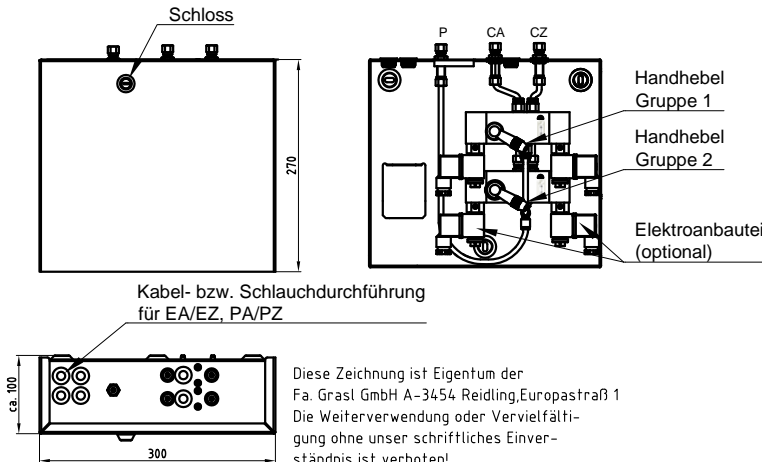 Schloss
270
P CA CZ
Handhebel
Gruppe 1
Handhebel
Gruppe 2
(optional)
Kabel- bzw. Schlauchdurchführung
für EA/EZ, PA/PZ
ca. 100
300
Diese Zeichnung ist Eigentum der
Fa. Grasl GmbH A-3454 Reidling,Europastraß 1
Die Weiterverwendung oder Vervielfälti-
gung ohne unser schriftliches Einver-
ständnis ist verboten!